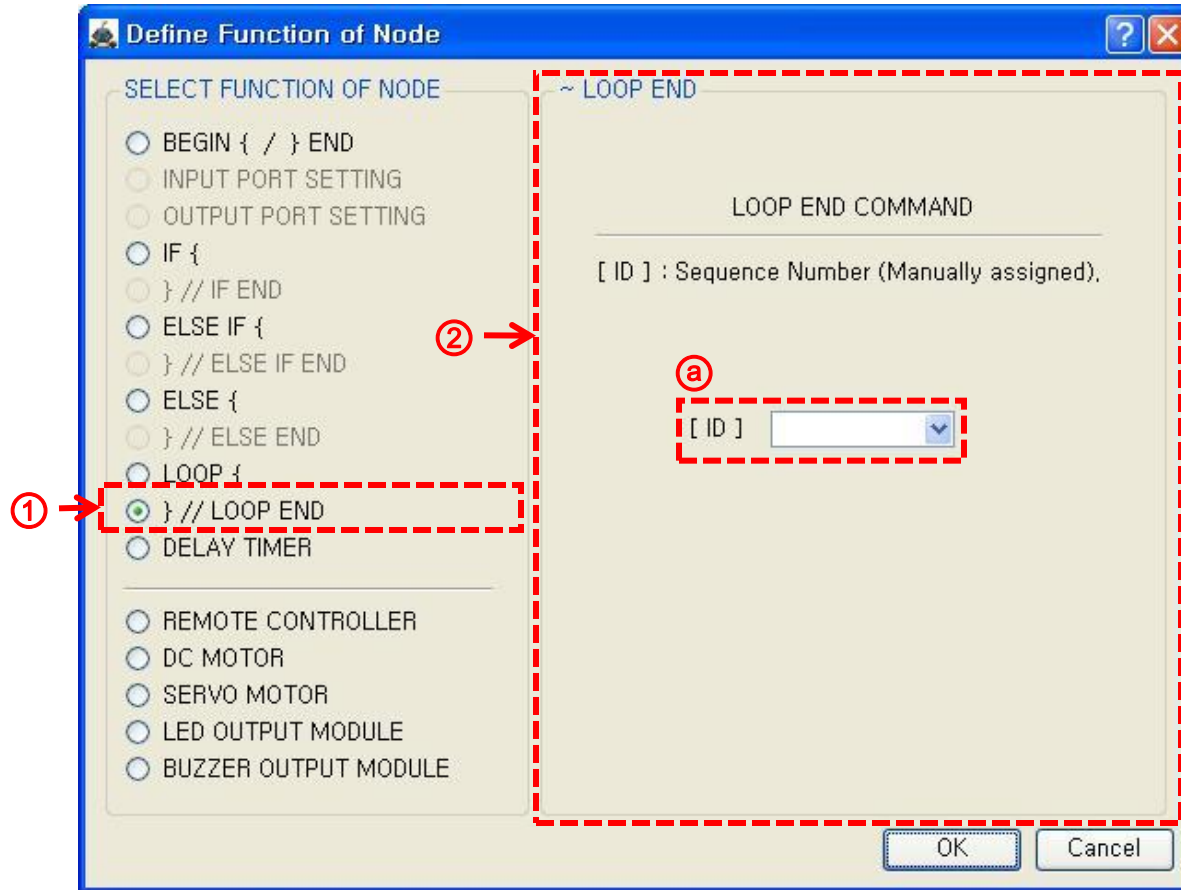 Define Function of Node
?
SELECT FUNCTION OF NODE
BEGIN { / } END
INPUT PORT SETTING
OUTPUT PORT SETTING
IF {
} // IF END
ELSE IF {
} // ELSE IF END
ELSE {
} // ELSE END
LOOP {
① } // LOOP END
DELAY TIMER
REMOTE CONTROLLER
DC MOTOR
SERVO MOTOR
LED OUTPUT MODULE
BUZZER OUTPUT MODULE
②
~ LOOP END
LOOP END COMMAND
[ ID ] : Sequence Number (Manually assigned),
ⓐ
[ ID ]
OK
Cancel